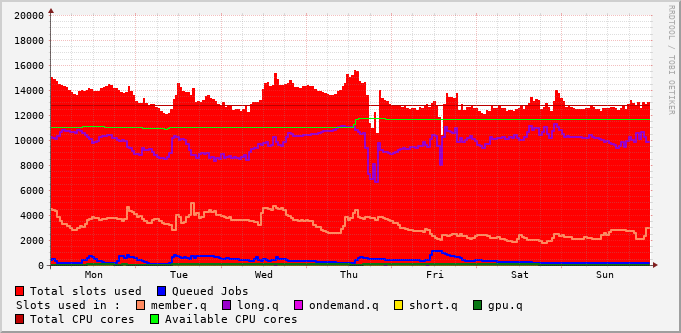 20000
18000
16000
14000
12000
10000
8000
6000
4000
2000
0
Mon Tue Wed Thu Fri Sat Sun
RRDTOOL / TOBI OETIKER
Total slots used Queued Jobs
Slots used in : member.q long.q ondemand.q short.q gpu.q
Total CPU cores Available CPU cores